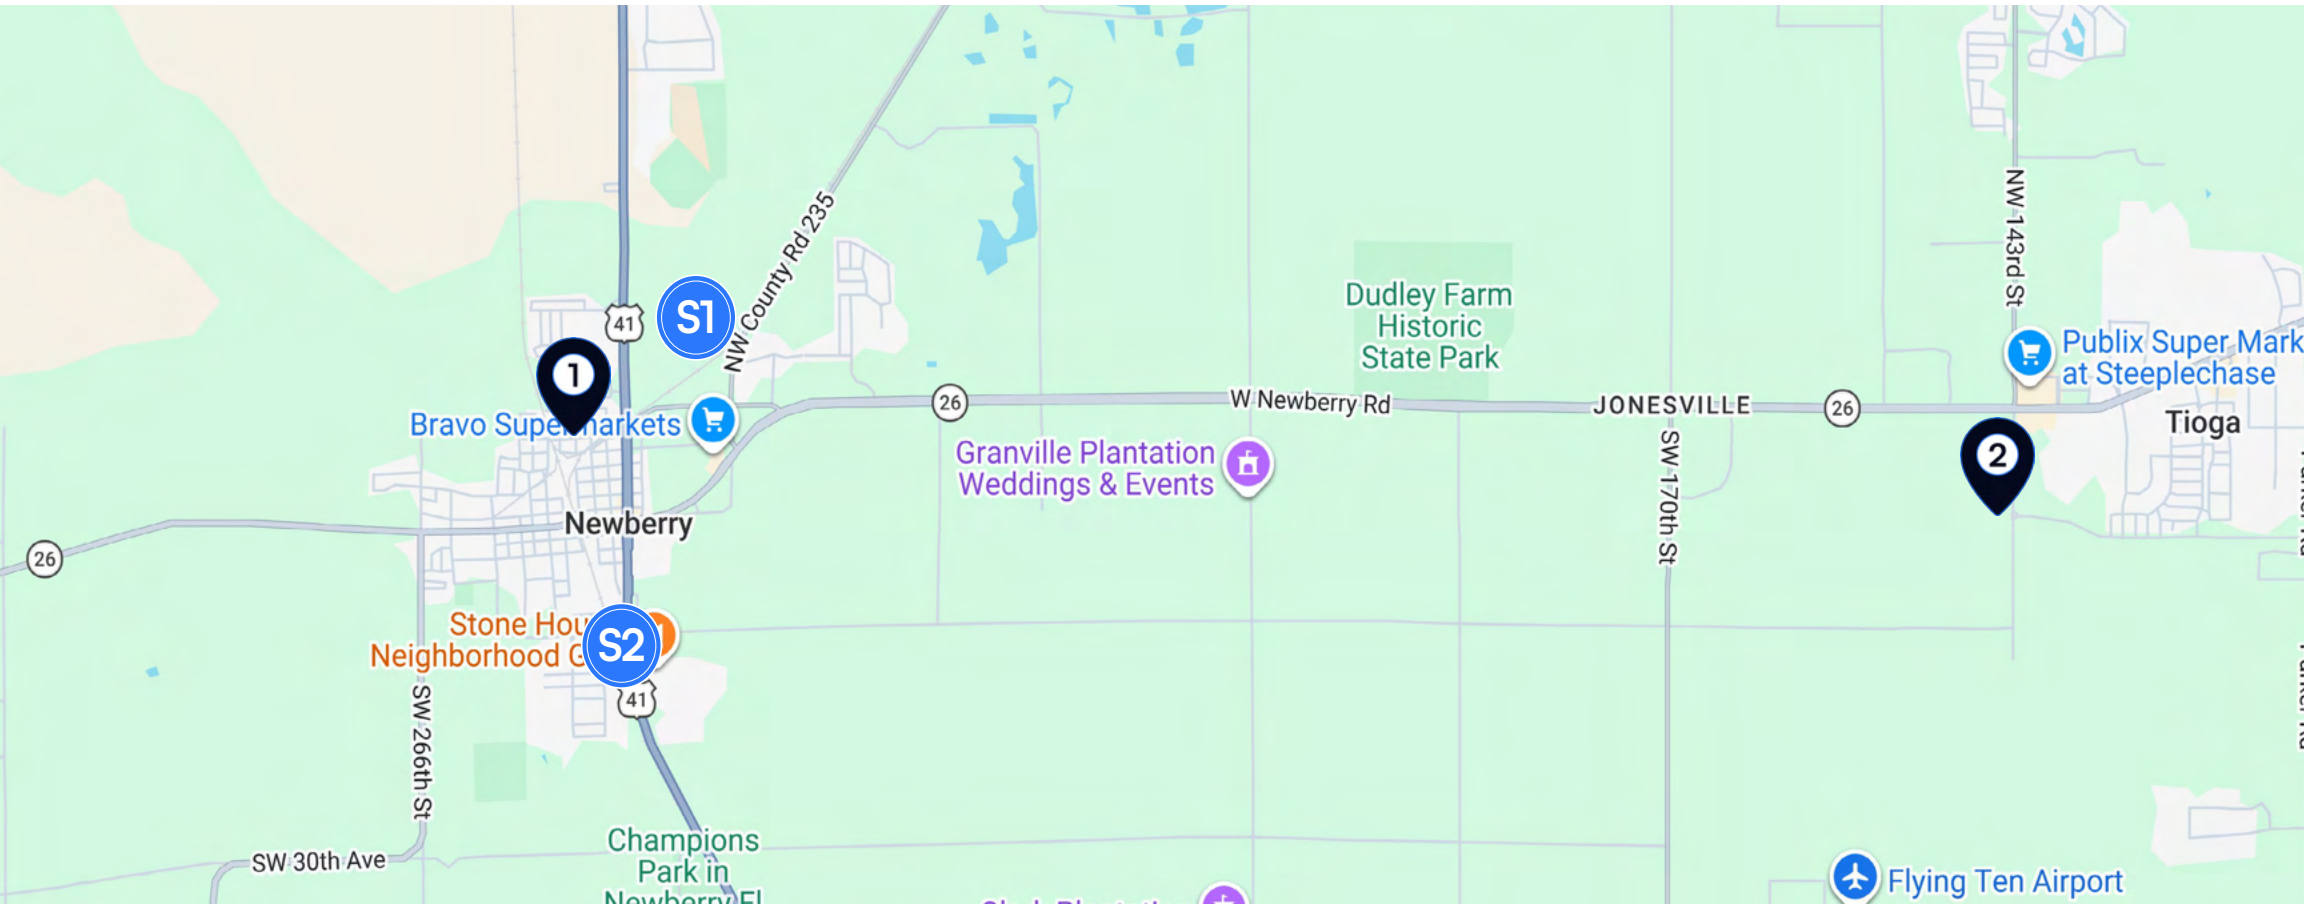 NW 143rd St
NW County Rd 235
41
S1
Dudley Farm
Historic
State Park
1
Publix Super Mark
at Steeplechase
Bravo Supermarkets
26
W Newberry Rd
JONESVILLE
26
Tioga
Granville Plantation
Weddings & Events
2
SW 170th St
Newberry
26
Stone Hou
Neighborhood G
S2
41
SW 266th St
Champions
Park in
Newberry Fl
SW 30th Ave
Flying Ten Airport